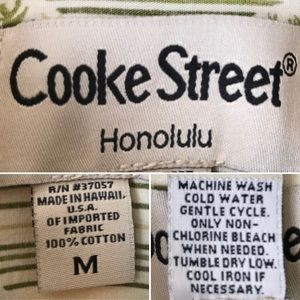 Cooke Street®
Honolulu
R/N #37057
MADE IN HAWAII.
U.S.A.
OF IMPORTED
FABRIC
100% COTTON
M
MACHINE WASH
COLD WATER
GENTLE CYCLE.
ONLY NON-
CHLORINE BLEACH
WHEN NEEDED.
TUMBLE DRY LOW.
COOL IRON IF
NECESSARY.